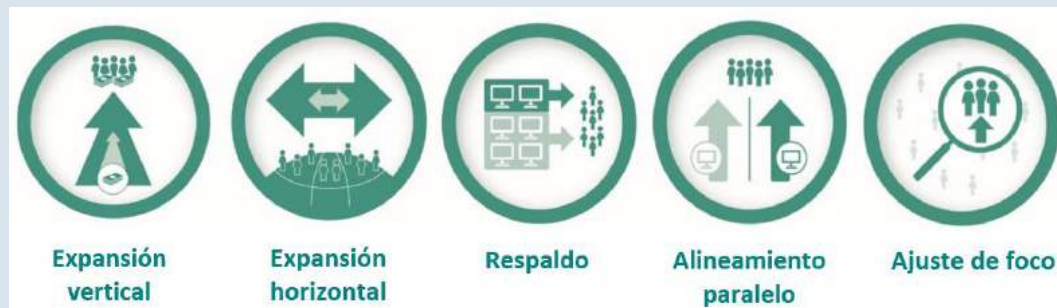 Expansión
vertical
Expansión
horizontal
Respaldo
Alineamiento
paralelo
Ajuste de foco